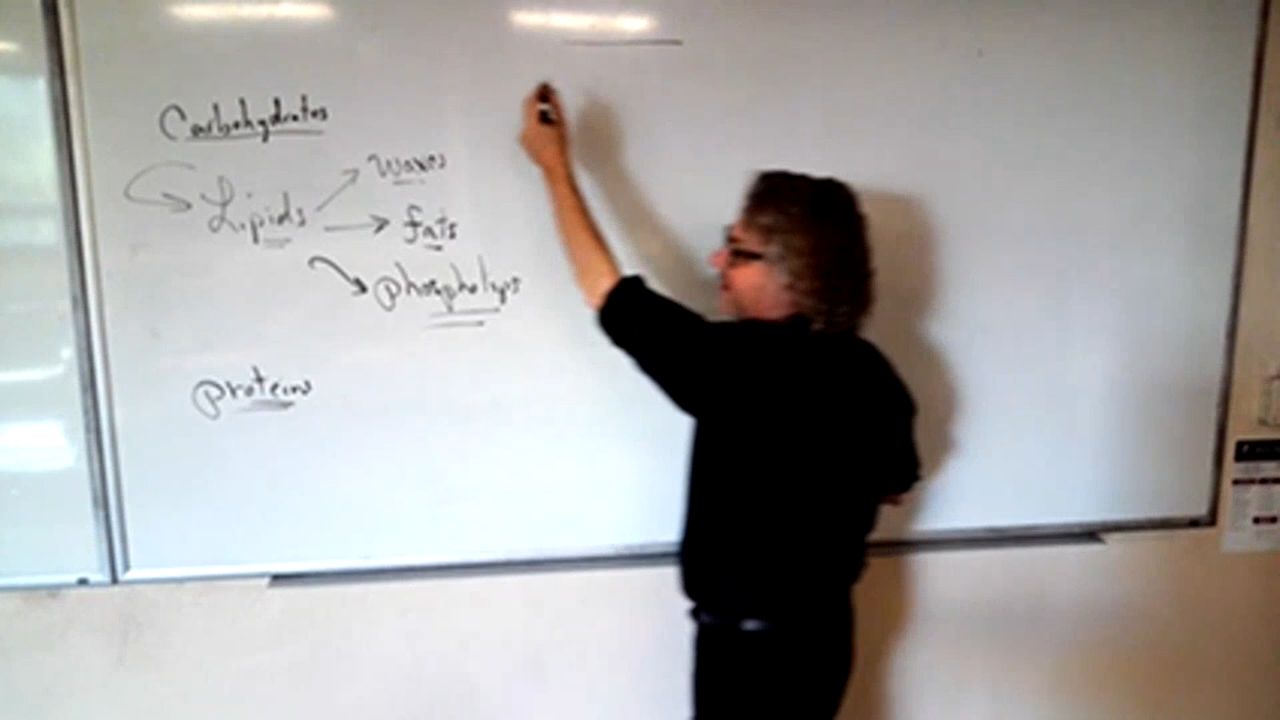 Carbohydrates
Waxes
Lipids
fats
phospholips
proteins